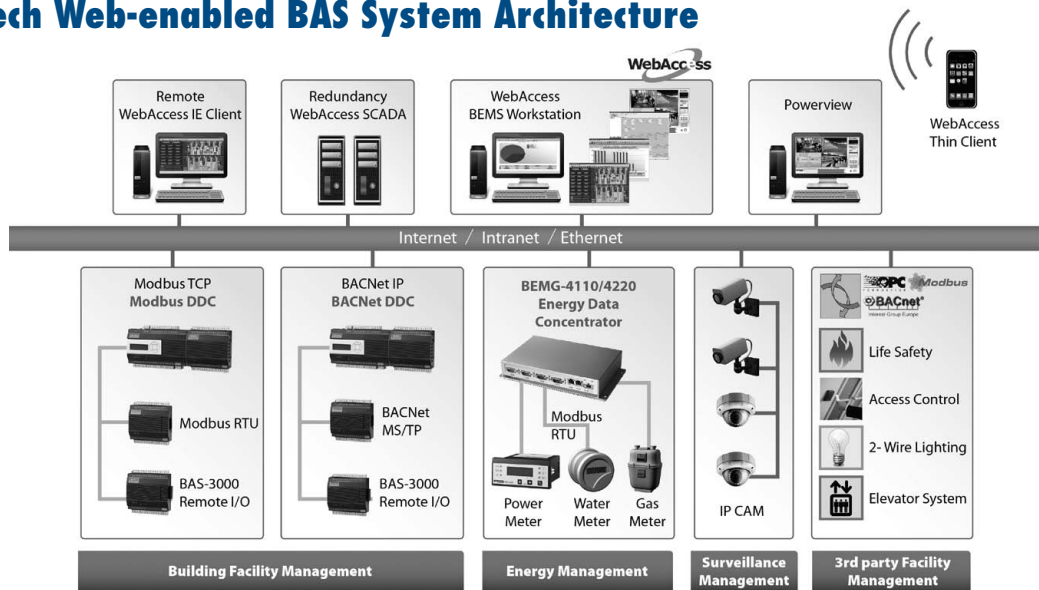 ech Web-enabled BAS System Architecture
WebAccess
Remote
WebAccess IE Client
Redundancy
WebAccess SCADA
WebAccess
BEMS Workstation
Powerview
WebAccess
Thin Client
Internet / Intranet / Ethernet
Modbus TCP
Modbus DDC
Modbus RTU
BAS-3000
Remote I/O
BACNet IP
BACNet DDC
BACNet
MS/TP
BAS-3000
Remote I/O
BEMG-4110/4220
Energy Data
Concentrator
Modbus
RTU
Power
Meter
Water
Meter
Gas
Meter
IP CAM
OPC
Modbus
BACnet
Interest Group Europe
Life Safety
Access Control
2- Wire Lighting
Elevator System
Building Facility Management
Energy Management
Surveillance
Management
3rd party Facility
Management